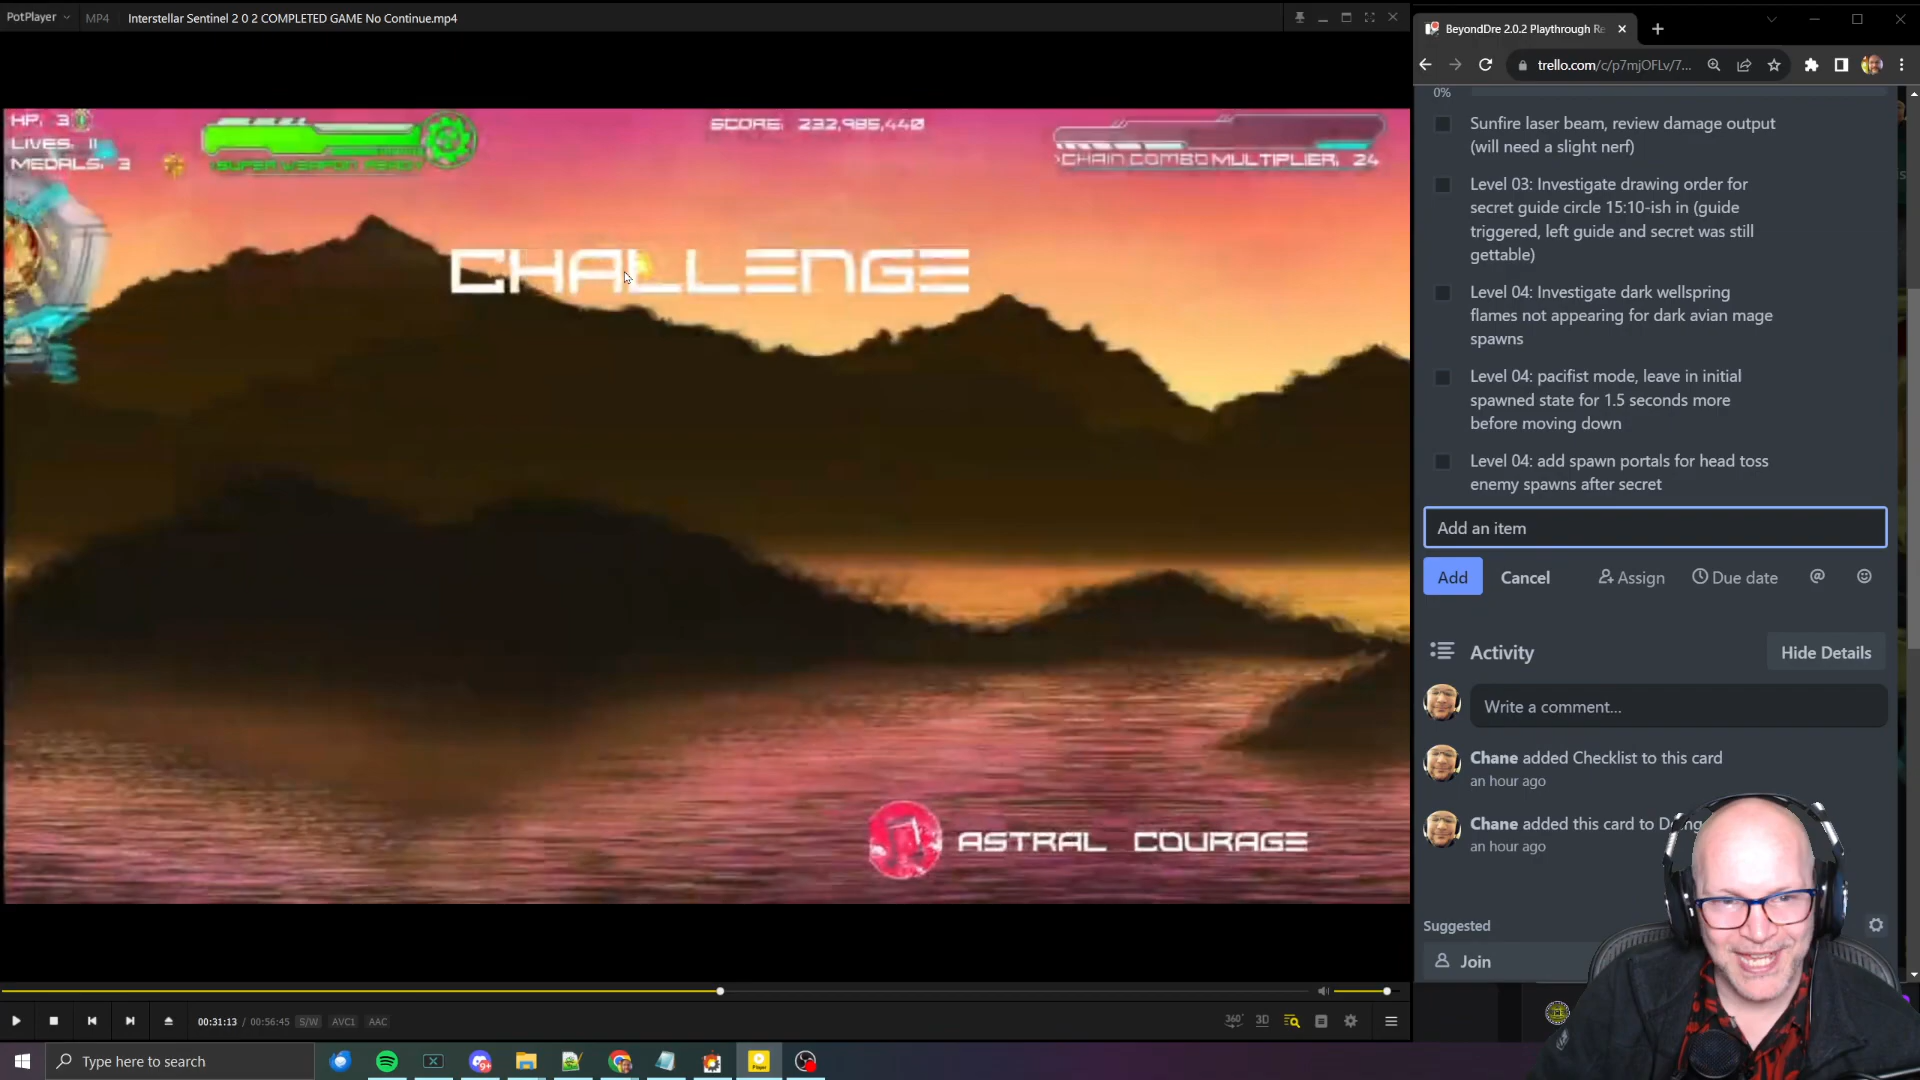 PotPlayer
MP4
Interstellar Sentinel 2 0 2 COMPLETED GAME No Continue.mp4
BeyondDre 2.0.2 Playthrough Re
trello.com/c/p7mjOFLv/7...
HP: 3
LIVES: 11
MEDALS: 3
SUPER WEAPON READY
SCORE: 232,985,440
CHAIN COMBO MULTIPLIER: 24
CHALLENGE
ASTRAL COURAGE
0%
Sunfire laser beam, review damage output
(will need a slight nerf)
Level 03: Investigate drawing order for
secret guide circle 15:10-ish in (guide
triggered, left guide and secret was still
gettable)
Level 04: Investigate dark wellspring
flames not appearing for dark avian mage
spawns
Level 04: pacifist mode, leave in initial
spawned state for 1.5 seconds more
before moving down
Level 04: add spawn portals for head toss
enemy spawns after secret
Add an item
Add
Cancel
Assign
Due date
@
Activity
Hide Details
Write a comment...
Chane added Checklist to this card
an hour ago
Chane added this card to Doing
an hour ago
Suggested
Join
00:31:13 / 00:56:45 S/W AVC1 AAC
360° 3D
Type here to search